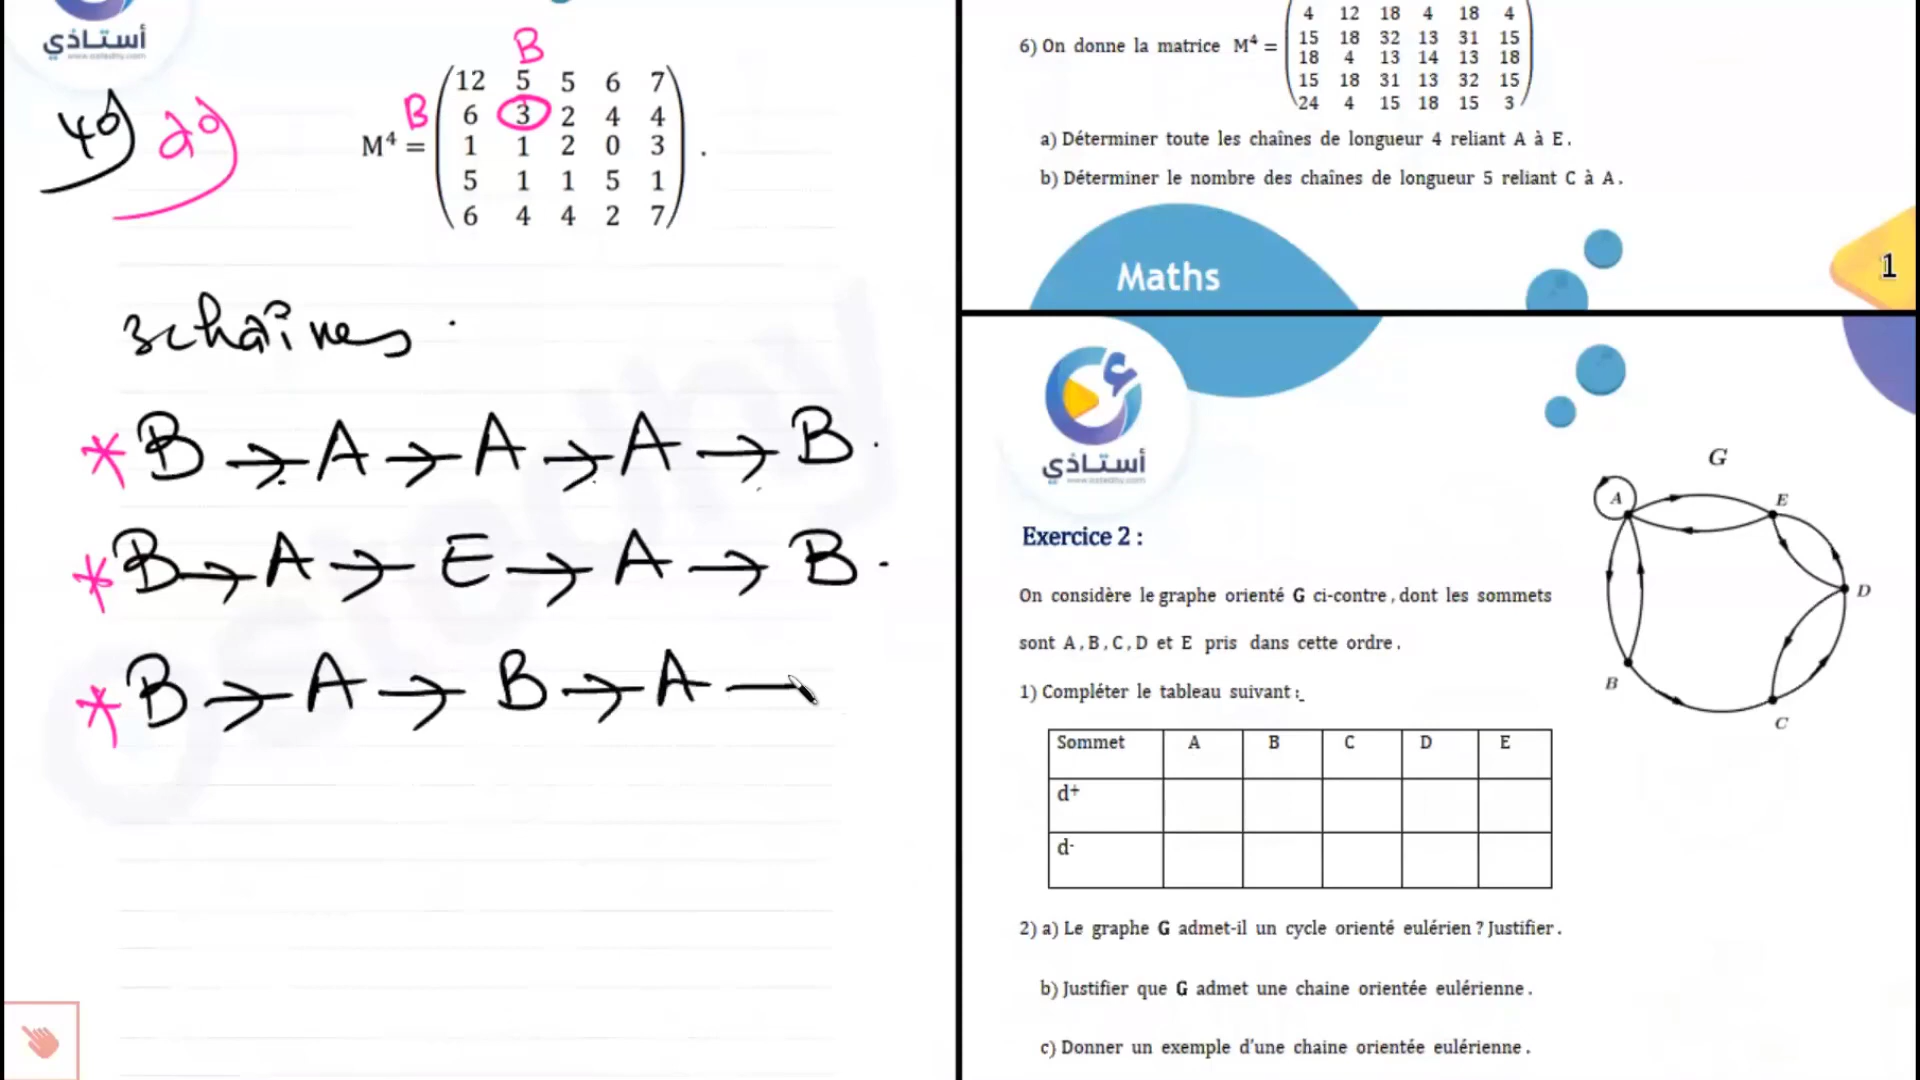 أستاذي
4°) 2°)
B
B
M⁴ = ( 12 5 5 6 7
6 3 2 4 4
1 1 2 0 3
5 1 1 5 1
6 4 4 2 7 ) .
3 chaînes .
* B → A → A → A → B .
* B → A → E → A → B .
* B → A → B → A —
4 12 18 4 18 4
6) On donne la matrice M⁴ = 15 18 32 13 31 15
18 4 13 14 13 18
15 18 31 13 32 15
24 4 15 18 15 3
a) Déterminer toute les chaînes de longueur 4 reliant A à E.
b) Déterminer le nombre des chaînes de longueur 5 reliant C à A.
Maths
1
أستاذي
Exercice 2 :
On considère le graphe orienté G ci-contre, dont les sommets
sont A, B, C, D et E pris dans cette ordre.
1) Compléter le tableau suivant :
Sommet A B C D E
d+
d-
2) a) Le graphe G admet-il un cycle orienté eulérien ? Justifier.
b) Justifier que G admet une chaine orientée eulérienne.
c) Donner un exemple d'une chaine orientée eulérienne.
G
A
E
D
B
C